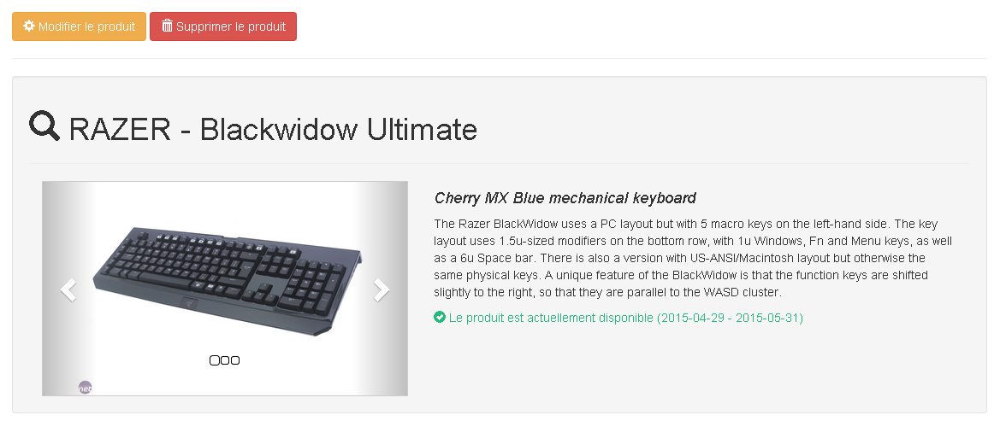 Modifier le produit Supprimer le produit
RAZER - Blackwidow Ultimate
Cherry MX Blue mechanical keyboard
The Razer BlackWidow uses a PC layout but with 5 macro keys on the left-hand side. The key
layout uses 1.5u-sized modifiers on the bottom row, with 1u Windows, Fn and Menu keys, as well
as a 6u Space bar. There is also a version with US-ANSI/Macintosh layout but otherwise the
same physical keys. A unique feature of the BlackWidow is that the function keys are shifted
slightly to the right, so that they are parallel to the WASD cluster.
Le produit est actuellement disponible (2015-04-29 - 2015-05-31)
net